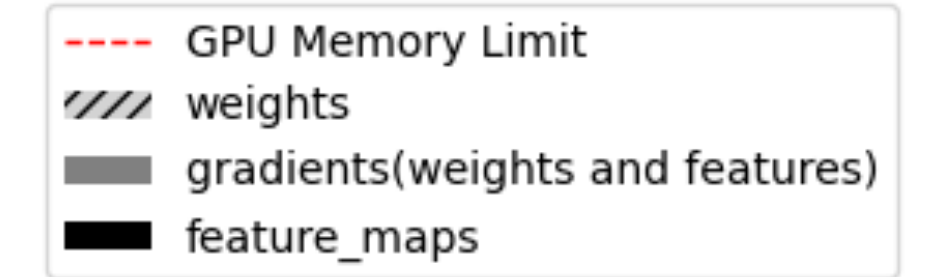 GPU Memory Limit
weights
gradients(weights and features)
feature_maps